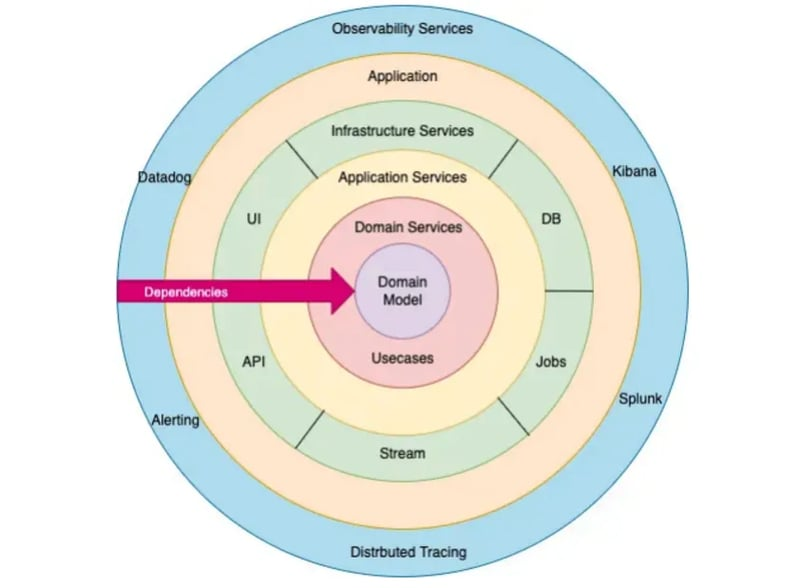 Observability Services
Application
Infrastructure Services
Datadog
Application Services
Kibana
UI
Domain Services
DB
Dependencies
Domain
Model
API
Usecases
Jobs
Splunk
Alerting
Stream
Distrbuted Tracing